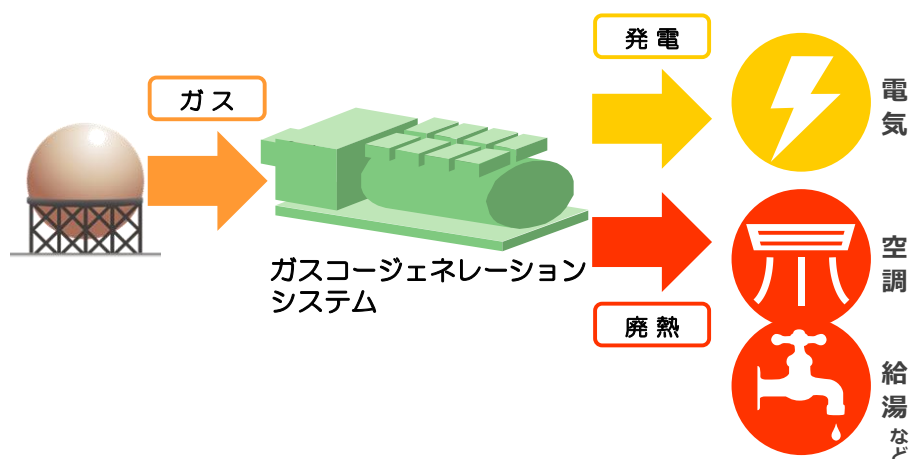 ガス
ガスコージェネレーション
システム
発電
廃熱
電気
空調
給湯など